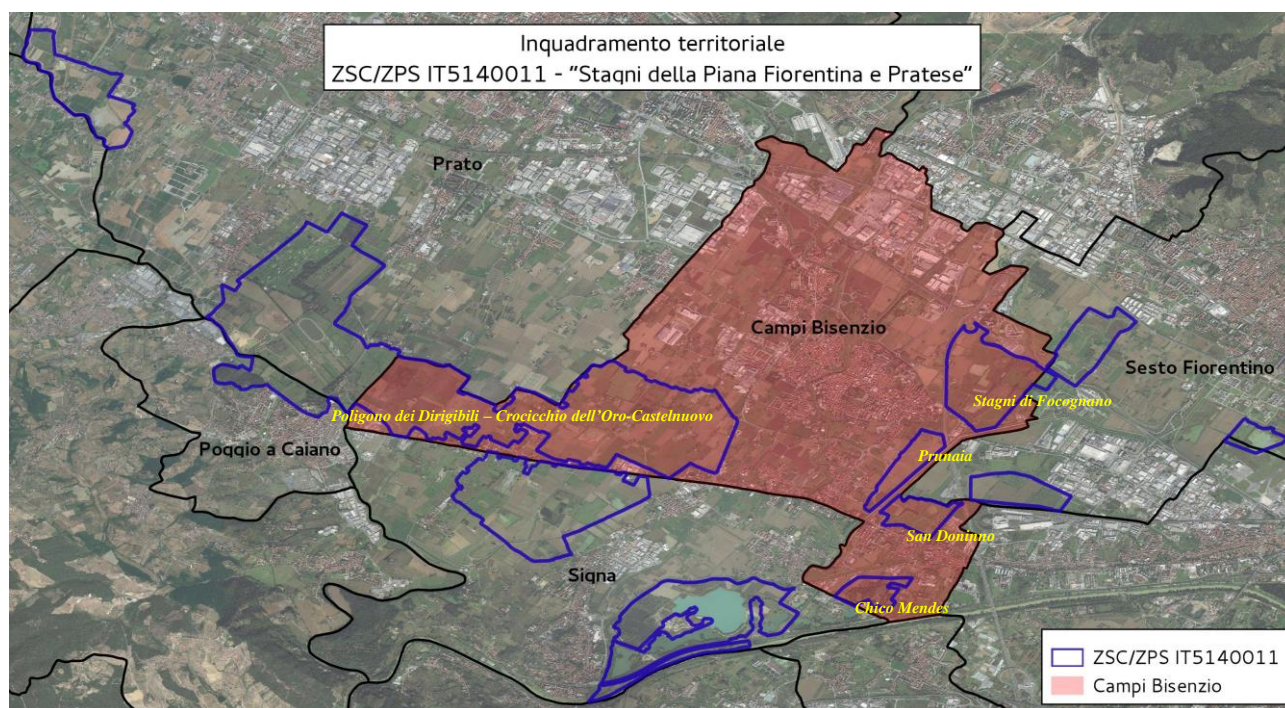 Inquadramento territoriale
ZSC/ZPS IT5140011 - "Stagni della Piana Fiorentina e Pratese"
Prato
Campi Bisenzio
Sesto Fiorentino
Stagni di Focognano
Poligono dei Dirigibili – Crocicchio dell'Oro-Castelnuovo
Poggio a Caiano
Prunaia
San Donnino
Signa
Chico Mendes
ZSC/ZPS IT5140011
Campi Bisenzio